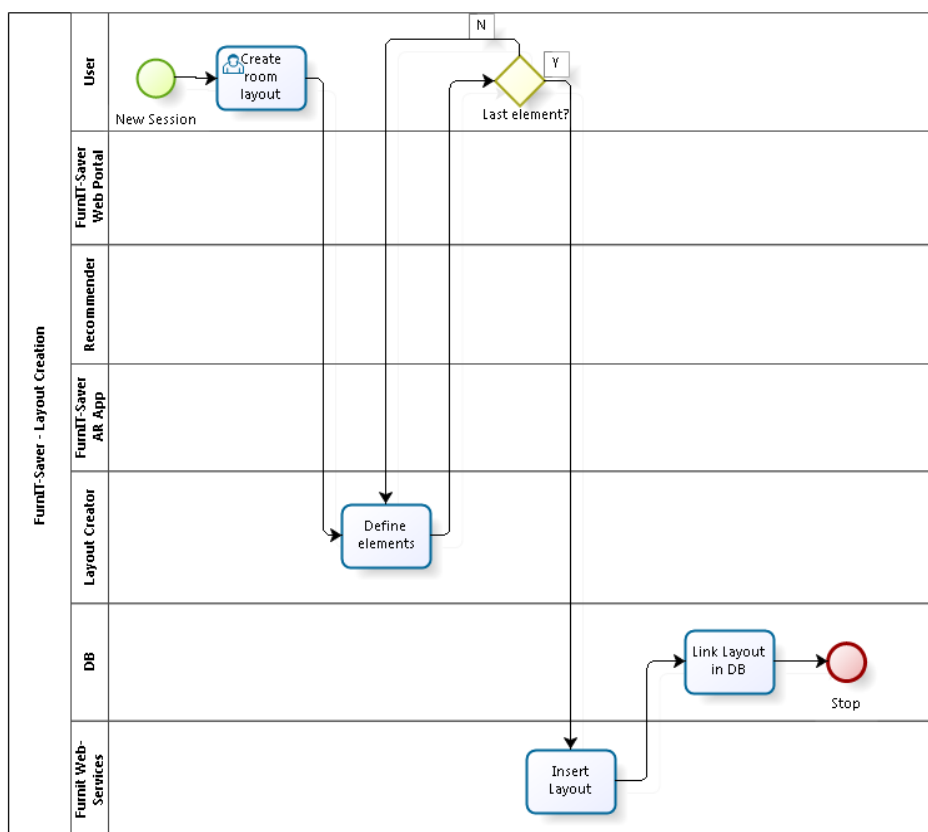 FurnIT-Saver - Layout Creation
User
New Session
Create
room
layout
N
Y
Last element?
FurnIT-Saver
Web Portal
Recommender
FurnIT-Saver
AR App
Layout Creator
Define
elements
DB
Link Layout
in DB
Stop
Furnit Web-
Services
Insert
Layout